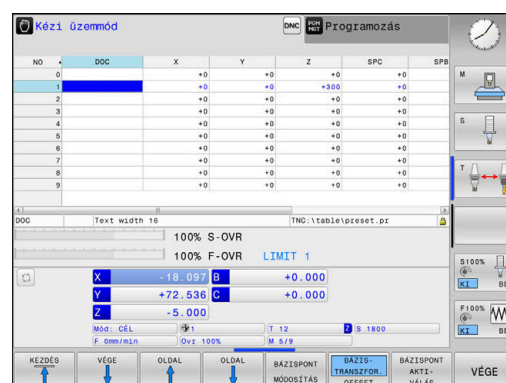 Kézi üzemmód DNC PGM MGT Programozás
NO DOC X Y Z SPC SPB
0 +0 +0 +0 +0
1 +0 +0 +300 +0
2 +0 +0 +0 +0
3 +0 +0 +0 +0
4 +0 +0 +0 +0
5 +0 +0 +0 +0
6 +0 +0 +0 +0
7 +0 +0 +0 +0
8 +0 +0 +0 +0
9 +0 +0 +0 +0
DOC Text width 16 TNC:\table\preset.pr
100% S-OVR
100% F-OVR LIMIT 1
X -18.097 B +0.000
Y +72.536 C +0.000
Z -5.000
Mód: CÉL 1 T 12 Z S 1800
F 0mm/min Ovr 100% M 5/9
M
S
T
S100%
KI BE
F100%
KI BE
KEZDÉS VÉGE OLDAL OLDAL BÁZISPONT MÓDOSÍTÁS BÁZIS- TRANSZFOR. OFFSET BÁZISPONT AKTI- VÁLÁS VÉGE